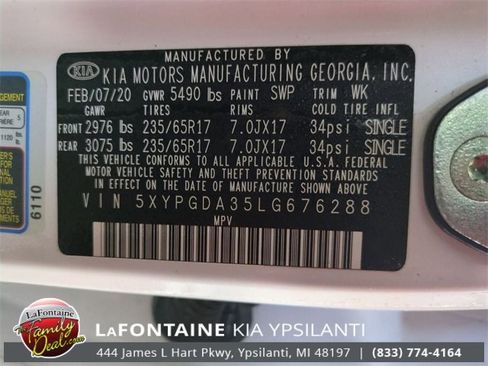 MANUFACTURED BY
KIA KIA MOTORS MANUFACTURING GEORGIA, INC.
FEB/07/20 GVWR 5490 lbs PAINT SWP TRIM WK
GAWR TIRES RIMS COLD TIRE INFL
FRONT 2976 lbs 235/65R17 7.0JX17 34psi SINGLE
REAR 3075 lbs 235/65R17 7.0JX17 34psi SINGLE
THIS VEHICLE CONFORMS TO ALL APPLICABLE U.S.A. FEDERAL
MOTOR VEHICLE SAFETY AND THEFT PREVENTION STANDARDS
IN EFFECT ON THE DATE OF MANUFACTURE SHOWN ABOVE.
VIN 5XYPGDA35LG676288
MPV
6110
LaFontaine
The Family
Deal.com
LAFONTAINE KIA YPSILANTI
444 James L Hart Pkwy, Ypsilanti, MI 48197 | (833) 774-4164